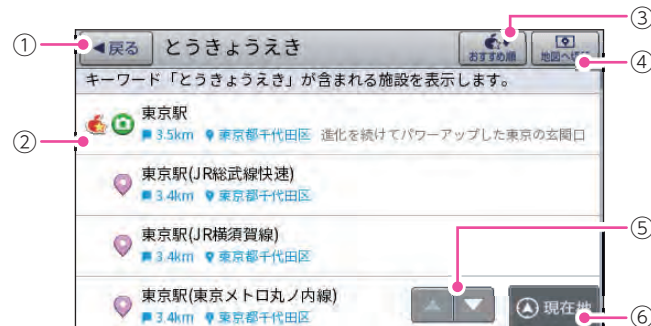 ① ◀戻る とうきょうえき おすすめ順 地図へ ③
④
キーワード「とうきょうえき」が含まれる施設を表示します。
東京駅
② 3.5km 東京都千代田区 進化を続けてパワーアップした東京の玄関口
東京駅(JR総武線快速)
3.4km 東京都千代田区
⑤
東京駅(JR横須賀線)
3.4km 東京都千代田区
東京駅(東京メトロ丸ノ内線) 現在地
3.4km 東京都千代田区 ⑥